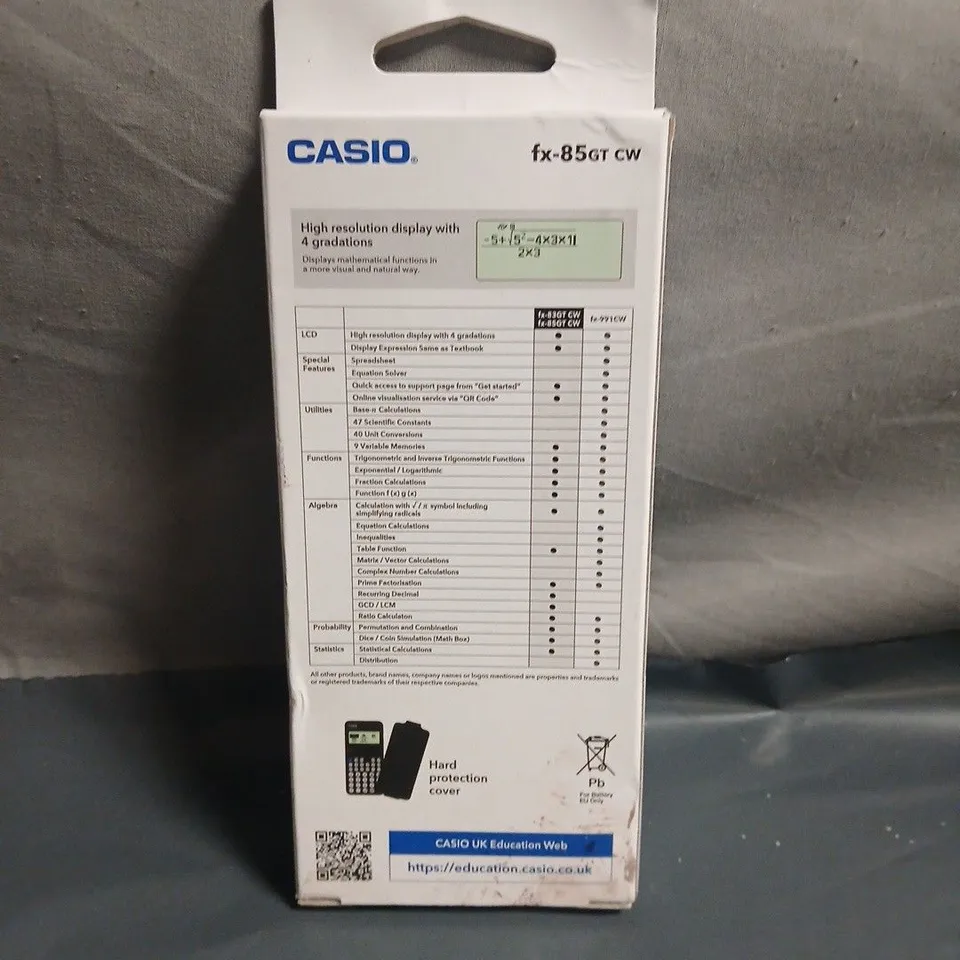 CASIO®
fx-85GT CW
High resolution display with
4 gradations
Displays mathematical functions in
a more visual and natural way.
-5+√5²-4×3×1
2×3
fx-83GT CW
fx-85GT CW
fx-991CW
LCD
High resolution display with 4 gradations
Display Expression Same as Textbook
Special
Features
Spreadsheet
Equation Solver
Quick access to support page from "Get started"
Online visualisation service via "QR Code"
Utilities
Base-n Calculations
47 Scientific Constants
40 Unit Conversions
9 Variable Memories
Functions
Trigonometric and Inverse Trigonometric Functions
Exponential / Logarithmic
Fraction Calculations
Function f (x) g (x)
Algebra
Calculation with √ / π symbol including
simplifying radicals
Equation Calculations
Inequalities
Table Function
Matrix / Vector Calculations
Complex Number Calculations
Prime Factorisation
Recurring Decimal
GCD / LCM
Ratio Calculaton
Probability
Permutation and Combination
Dice / Coin Simulation (Math Box)
Statistics
Statistical Calculations
Distribution
All other products, brand names, company names or logos mentioned are properties and trademarks
or registered trademarks of their respective companies.
Hard
protection
cover
Pb
For Battery
EU Only
CASIO UK Education Web
https://education.casio.co.uk